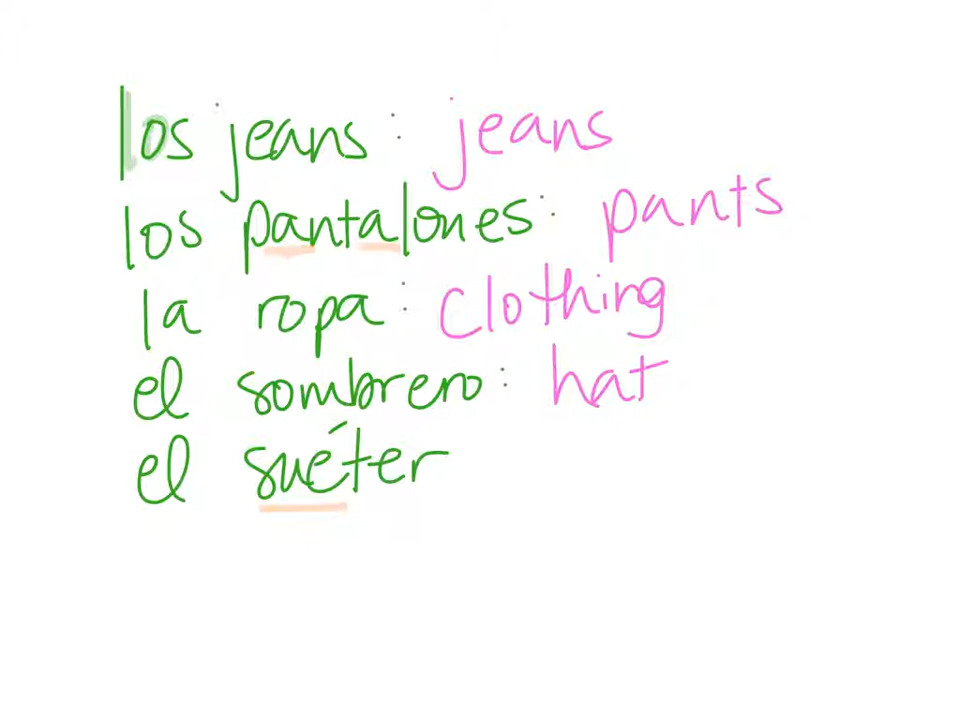 los jeans: jeans
los pantalones: pants
la ropa: clothing
el sombrero: hat
el suéter